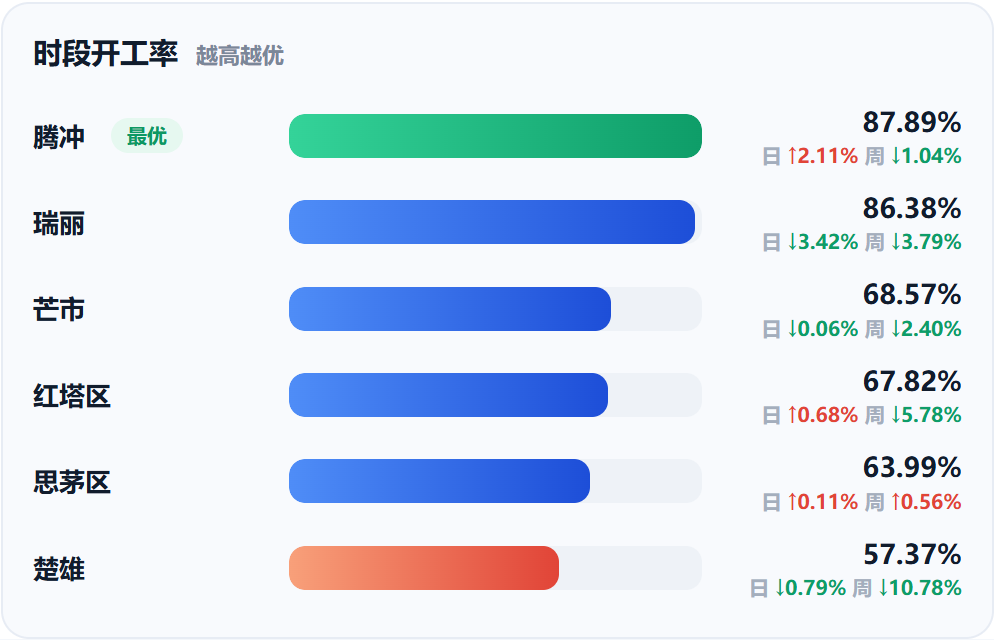 时段开工率 越高越优
腾冲 最优 87.89%
日 ↑2.11% 周 ↓1.04%
瑞丽 86.38%
日 ↓3.42% 周 ↓3.79%
芒市 68.57%
日 ↓0.06% 周 ↓2.40%
红塔区 67.82%
日 ↑0.68% 周 ↓5.78%
思茅区 63.99%
日 ↑0.11% 周 ↑0.56%
楚雄 57.37%
日 ↓0.79% 周 ↓10.78%